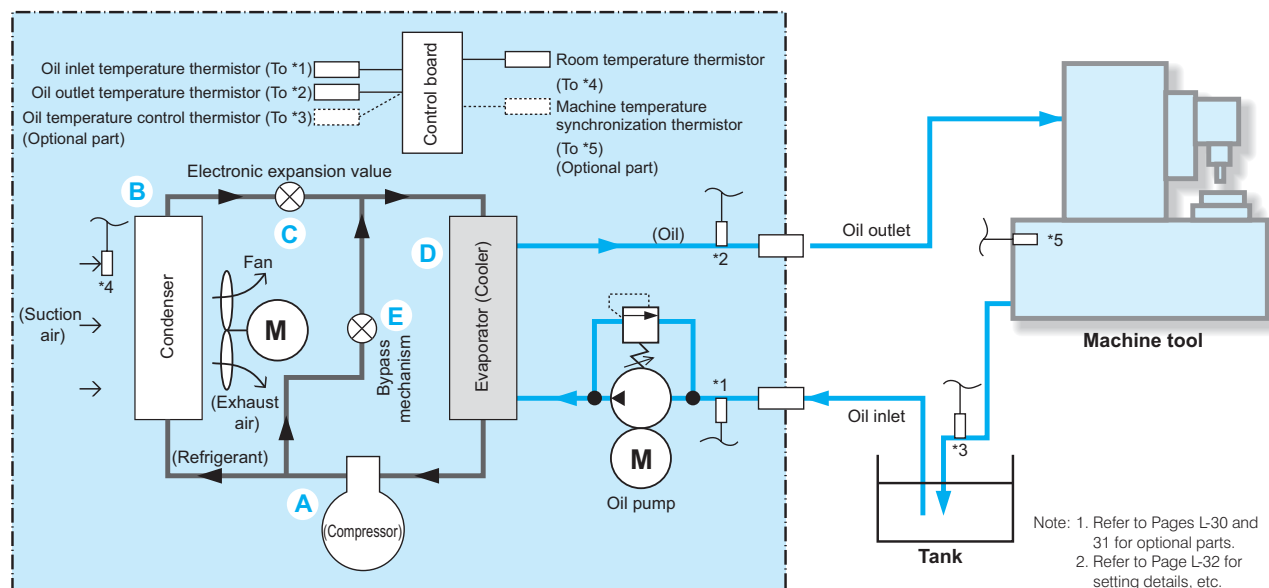 Oil inlet temperature thermistor (To *1)
Oil outlet temperature thermistor (To *2)
Oil temperature control thermistor (To *3)
(Optional part)
Control board
Room temperature thermistor
(To *4)
Machine temperature
synchronization thermistor
(To *5)
(Optional part)
Electronic expansion value
B
C
D
(Oil)
*2
Oil outlet
*5
Machine tool
*4
Fan
(Suction
air)
Condenser
M
E
Bypass
mechanism
Evaporator (Cooler)
(Exhaust
air)
*1
Oil inlet
*3
(Refrigerant)
A
(Compressor)
M
Oil pump
Tank
Note: 1. Refer to Pages L-30 and
31 for optional parts.
2. Refer to Page L-32 for
setting details, etc.